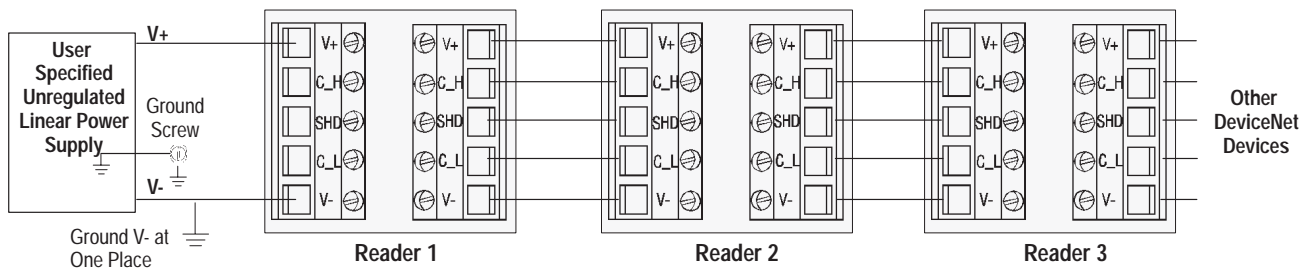 V+
User
Specified
Unregulated
Linear Power
Supply
Ground
Screw
V-
Ground V- at
One Place
V+
C_H
SHD
C_L
V-
V+
C_H
SHD
C_L
V-
Reader 1
V+
C_H
SHD
C_L
V-
V+
C_H
SHD
C_L
V-
Reader 2
V+
C_H
SHD
C_L
V-
V+
C_H
SHD
C_L
V-
Reader 3
Other
DeviceNet
Devices